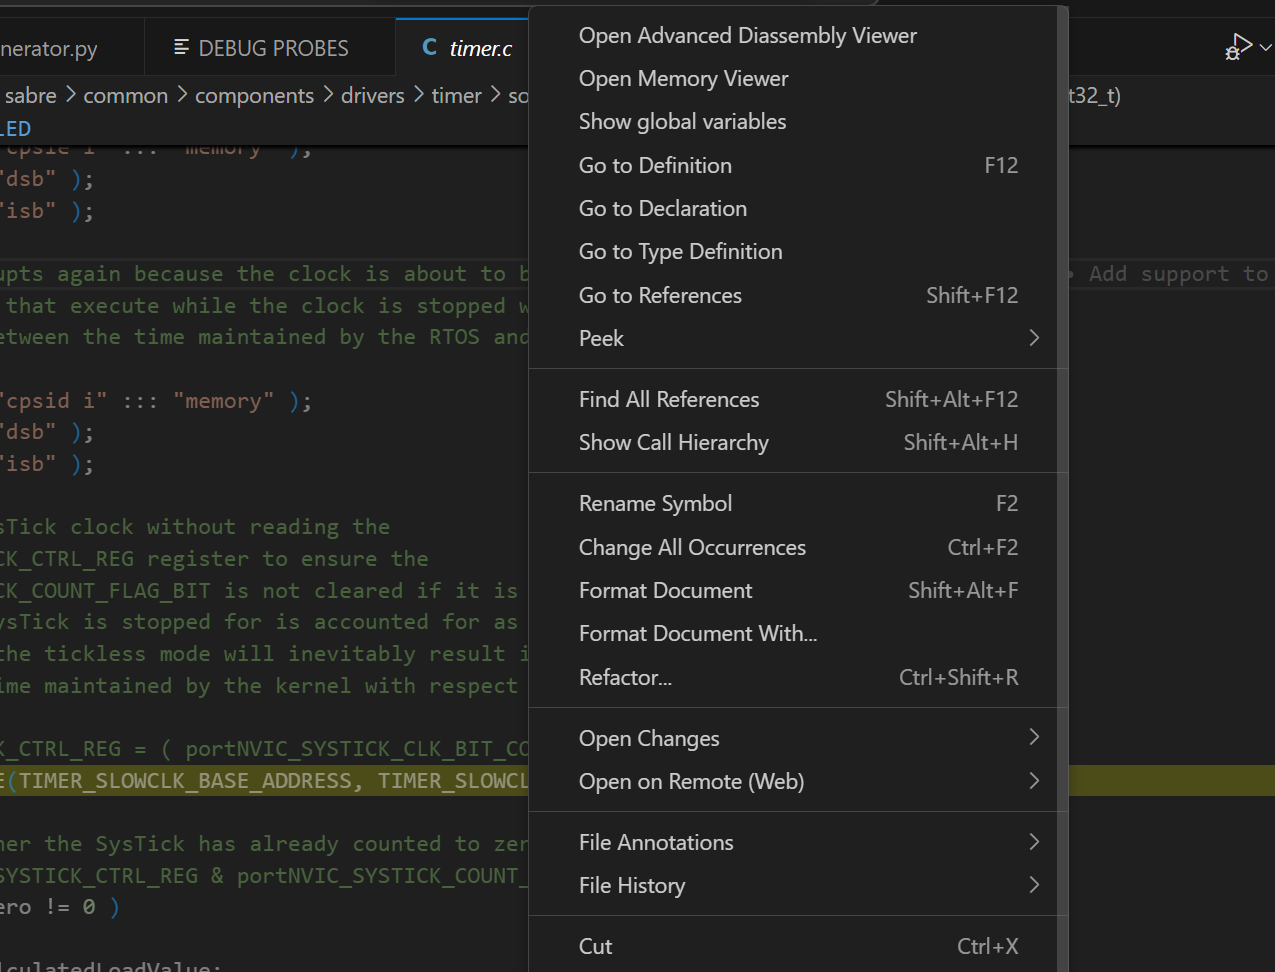 nerator.py
DEBUG PROBES
C timer.c
sabre > common > components > drivers > timer > so
t32_t)
LED
"cpsie i" ::: "memory" );
"dsb" );
"isb" );
upts again because the clock is about to b
Add support to
that execute while the clock is stopped w
etween the time maintained by the RTOS and
"cpsid i" ::: "memory" );
"dsb" );
"isb" );
sTick clock without reading the
CK_CTRL_REG register to ensure the
CK_COUNT_FLAG_BIT is not cleared if it is
ysTick is stopped for is accounted for as
the tickless mode will inevitably result i
ime maintained by the kernel with respect
K_CTRL_REG = ( portNVIC_SYSTICK_CLK_BIT_CO
E(TIMER_SLOWCLK_BASE_ADDRESS, TIMER_SLOWCL
her the SysTick has already counted to zer
SYSTICK_CTRL_REG & portNVIC_SYSTICK_COUNT_
ero != 0 )
lculatedLoadValue;
Open Advanced Diassembly Viewer
Open Memory Viewer
Show global variables
Go to Definition F12
Go to Declaration
Go to Type Definition
Go to References Shift+F12
Peek
Find All References Shift+Alt+F12
Show Call Hierarchy Shift+Alt+H
Rename Symbol F2
Change All Occurrences Ctrl+F2
Format Document Shift+Alt+F
Format Document With...
Refactor... Ctrl+Shift+R
Open Changes
Open on Remote (Web)
File Annotations
File History
Cut Ctrl+X